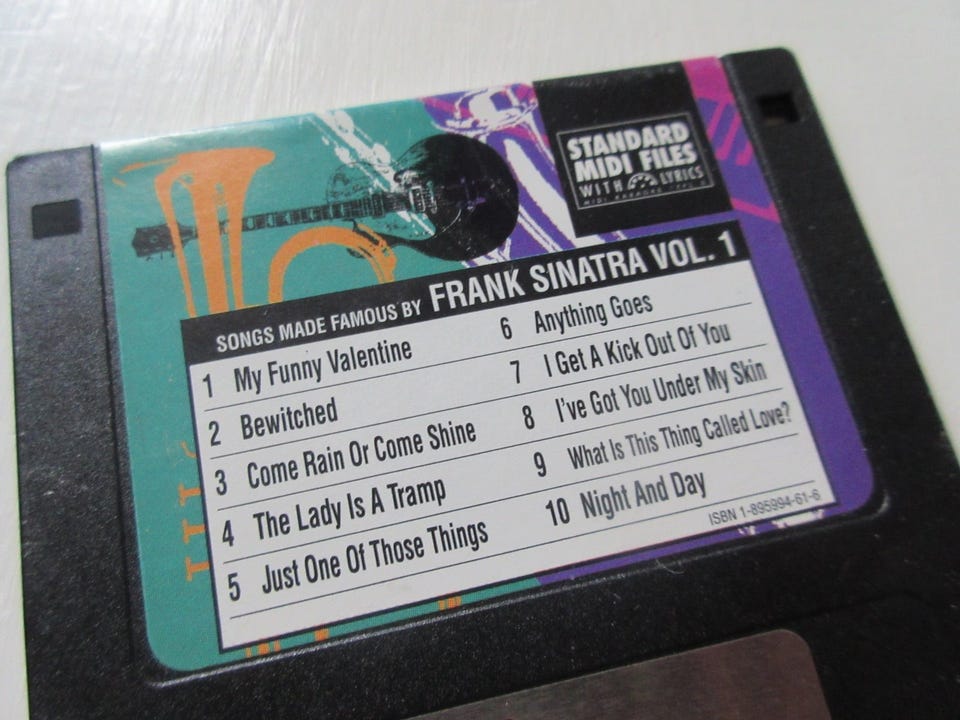 STANDARD
MIDI FILES
WITH LYRICS
SONGS MADE FAMOUS BY FRANK SINATRA VOL. 1
1 My Funny Valentine
2 Bewitched
3 Come Rain Or Come Shine
4 The Lady Is A Tramp
5 Just One Of Those Things
6 Anything Goes
7 I Get A Kick Out Of You
8 I've Got You Under My Skin
9 What Is This Thing Called Love?
10 Night And Day
ISBN 1-895994-61-6